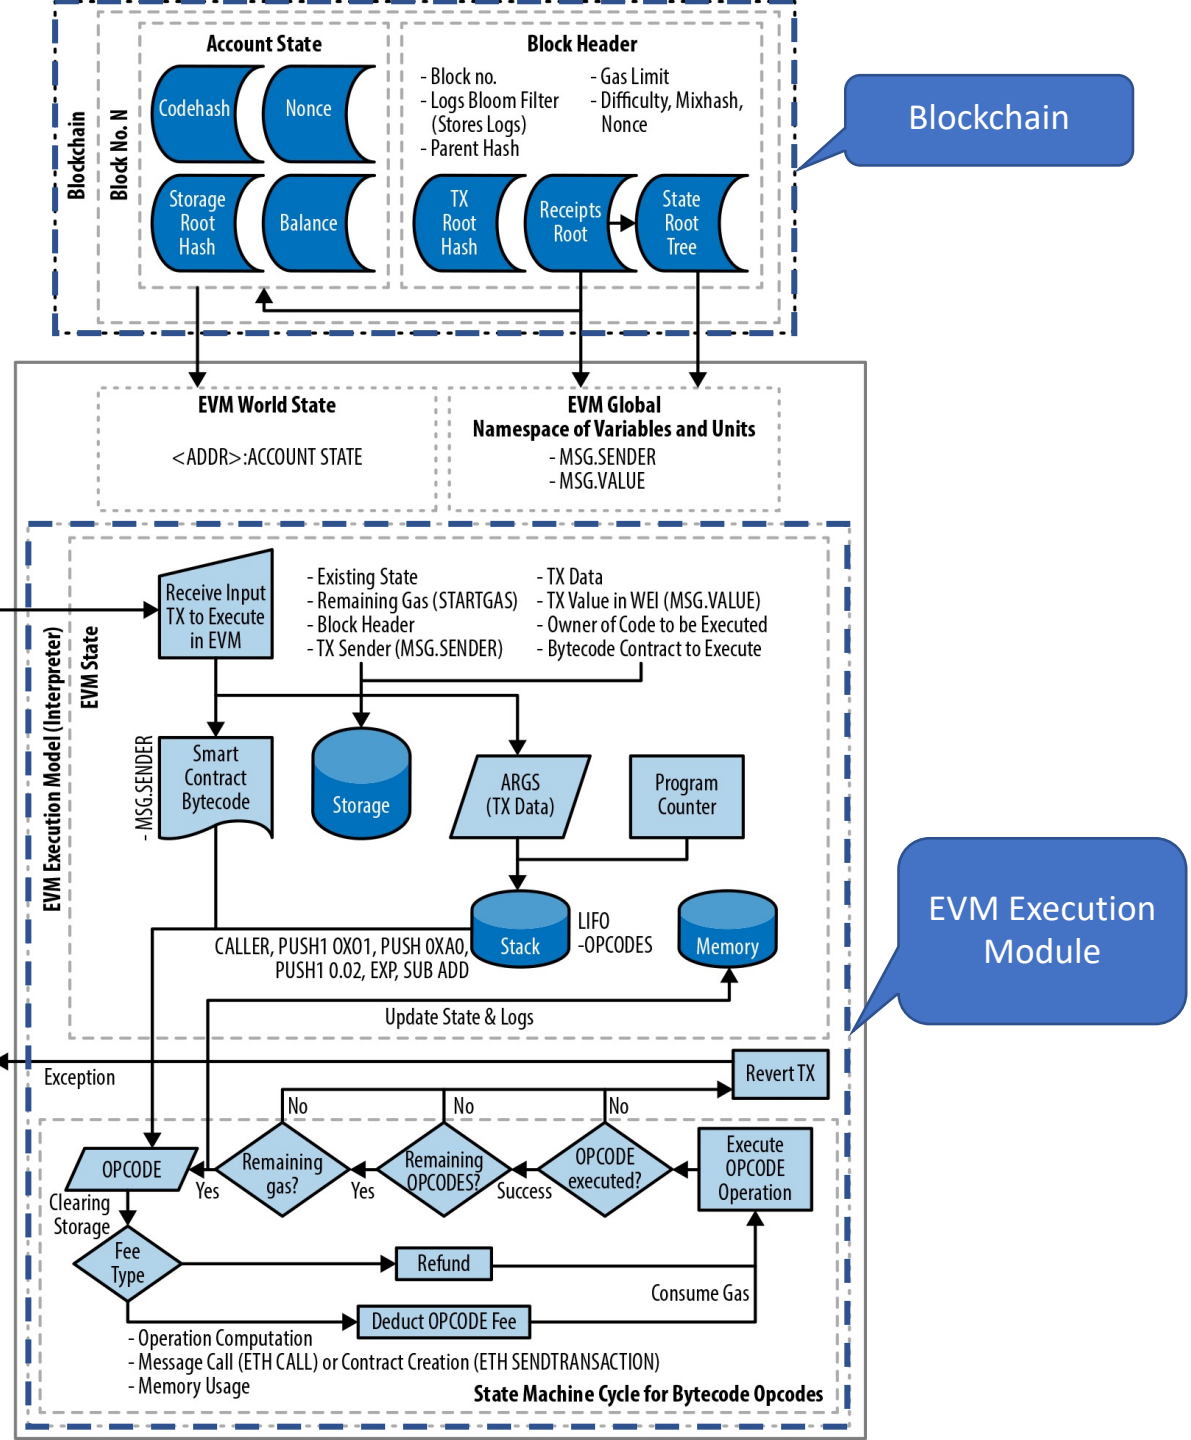 Account State
Block Header
Codehash
Nonce
Storage
Root
Hash
Balance
- Block no.
- Logs Bloom Filter
(Stores Logs)
- Parent Hash
- Gas Limit
- Difficulty, Mixhash,
Nonce
TX
Root
Hash
Receipts
Root
State
Root
Tree
Blockchain
Block No. N
Blockchain
EVM World State
<ADDR>:ACCOUNT STATE
EVM Global
Namespace of Variables and Units
- MSG.SENDER
- MSG.VALUE
EVM Execution Model (Interpreter)
EVM State
Receive Input
TX to Execute
in EVM
- Existing State
- Remaining Gas (STARTGAS)
- Block Header
- TX Sender (MSG.SENDER)
- TX Data
- TX Value in WEI (MSG.VALUE)
- Owner of Code to be Executed
- Bytecode Contract to Execute
- MSG.SENDER
Smart
Contract
Bytecode
Storage
ARGS
(TX Data)
Program
Counter
Stack
LIFO
-OPCODES
Memory
CALLER, PUSH1 0X01, PUSH 0XA0,
PUSH1 0.02, EXP, SUB ADD
Update State & Logs
EVM Execution
Module
Exception
Revert TX
No
No
No
OPCODE
Yes
Remaining
gas?
Yes
Remaining
OPCODES?
Success
OPCODE
executed?
Execute
OPCODE
Operation
Clearing
Storage
Fee
Type
Refund
Consume Gas
Deduct OPCODE Fee
- Operation Computation
- Message Call (ETH CALL) or Contract Creation (ETH SENDTRANSACTION)
- Memory Usage
State Machine Cycle for Bytecode Opcodes